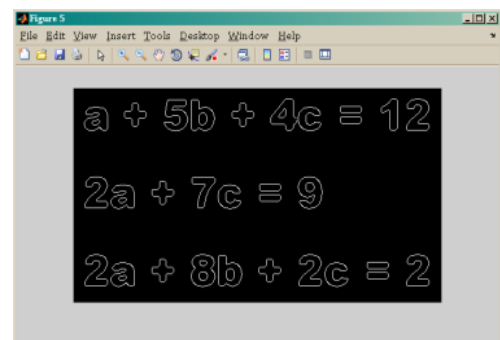 Figure 5
File Edit View Insert Tools Desktop Window Help
a + 5b + 4c = 12
2a + 7c = 9
2a + 8b + 2c = 2